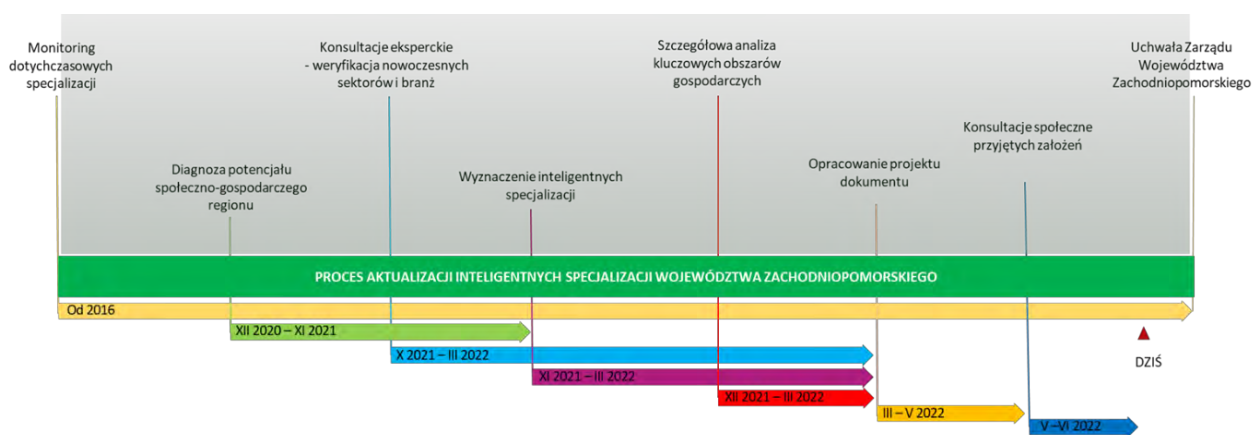 Monitoring
dotychczasowych
specjalizacji
Konsultacje eksperckie
- weryfikacja nowoczesnych
sektorów i branż
Szczegółowa analiza
kluczowych obszarów
gospodarczych
Uchwała Zarządu
Województwa
Zachodniopomorskiego
Diagnoza potencjału
społeczno-gospodarczego
regionu
Wyznaczenie inteligentnych
specjalizacji
Opracowanie projektu
dokumentu
Konsultacje społeczne
przyjętych założeń
PROCES AKTUALIZACJI INTELIGENTNYCH SPECJALIZACJI WOJEWÓDZTWA ZACHODNIOPOMORSKIEGO
Od 2016
XII 2020 – XI 2021
X 2021 – III 2022
XI 2021 – III 2022
XII 2021 – III 2022
III – V 2022
V –VI 2022
DZIŚ